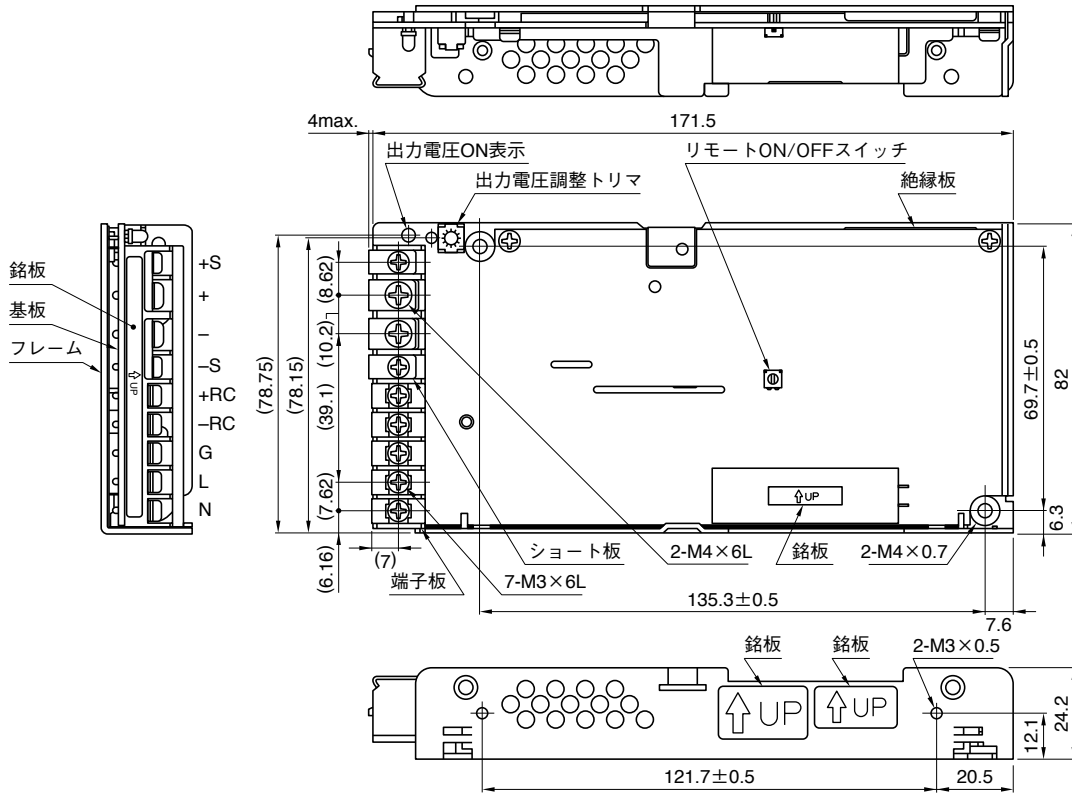 4max.
171.5
出力電圧ON表示
リモートON/OFFスイッチ
出力電圧調整トリマ
絶縁板
銘板
基板
フレーム
⇧UP
+S
+
–
–S
+RC
–RC
G
L
N
(78.75)
(78.15)
(8.62)
(10.2)
(39.1)
(7.62)
(6.16)
(7)
69.7±0.5
82
6.3
⇧UP
ショート板
2-M4×6L
銘板
2-M4×0.7
端子板
7-M3×6L
135.3±0.5
7.6
銘板
銘板
2-M3×0.5
⇧UP
⇧UP
12.1
24.2
121.7±0.5
20.5